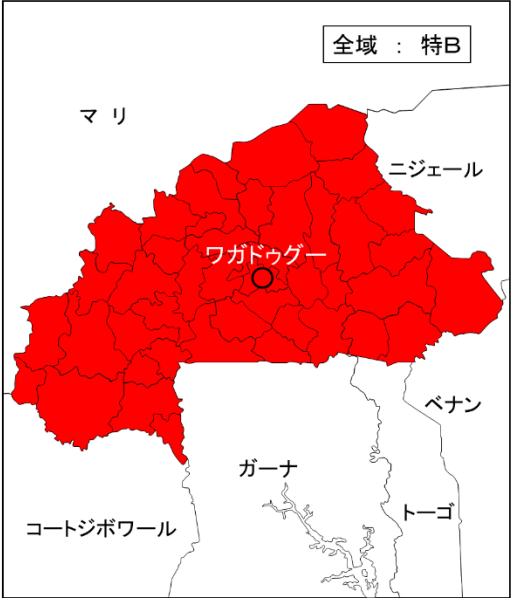 全域 : 特B
マリ
ニジェール
ワガドゥグー
ベナン
ガーナ
トーゴ
コートジボワール